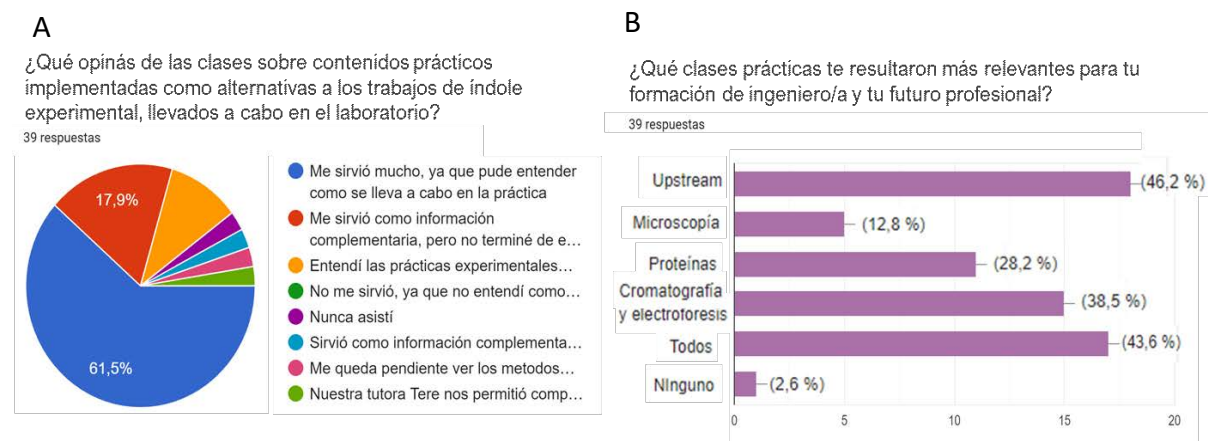 A
¿Qué opinás de las clases sobre contenidos prácticos
implementadas como alternativas a los trabajos de índole
experimental, llevados a cabo en el laboratorio?
39 respuestas
17,9%
61,5%
Me sirvió mucho, ya que pude entender
como se lleva a cabo en la práctica
Me sirvió como información
complementaria, pero no terminé de e...
Entendí las prácticas experimentales...
No me sirvió, ya que no entendí como...
Nunca asistí
Sirvió como información complementa...
Me queda pendiente ver los metodos...
Nuestra tutora Tere nos permitió comp...
B
¿Qué clases prácticas te resultaron más relevantes para tu
formación de ingeniero/a y tu futuro profesional?
39 respuestas
Upstream
(46,2 %)
Microscopía
(12,8 %)
Proteínas
(28,2 %)
Cromatografía
y electroforesis
(38,5 %)
Todos
(43,6 %)
NInguno
(2,6 %)
0 5 10 15 20